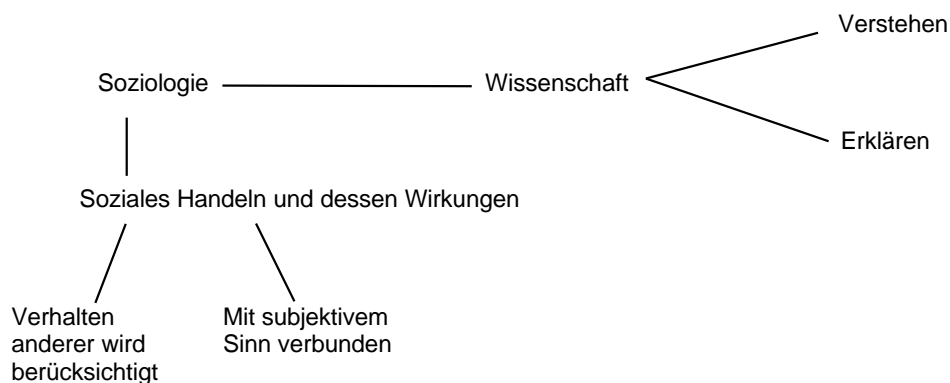 Verstehen
Soziologie
Wissenschaft
Erklären
Soziales Handeln und dessen Wirkungen
Verhalten
anderer wird
berücksichtigt
Mit subjektivem
Sinn verbunden